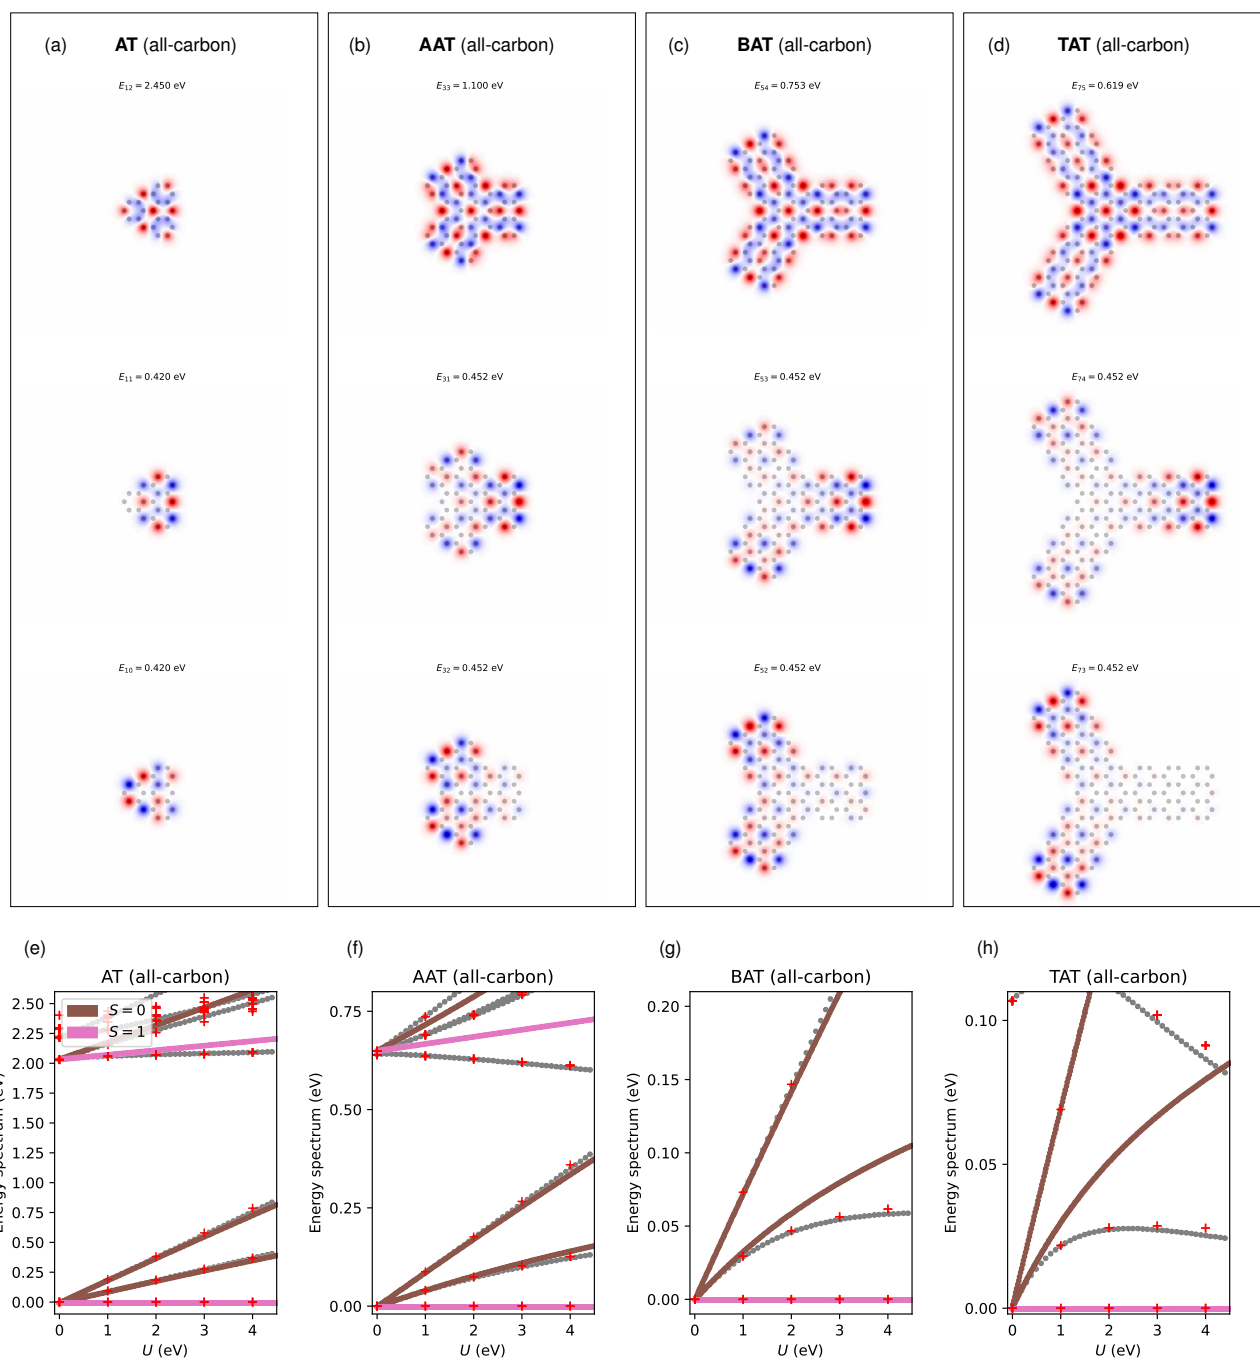 (a) AT (all-carbon)
E12 = 2.450 eV
E11 = 0.420 eV
E10 = 0.420 eV
(b) AAT (all-carbon)
E33 = 1.100 eV
E31 = 0.452 eV
E32 = 0.452 eV
(c) BAT (all-carbon)
E54 = 0.753 eV
E53 = 0.452 eV
E52 = 0.452 eV
(d) TAT (all-carbon)
E75 = 0.619 eV
E74 = 0.452 eV
E73 = 0.452 eV
(e)
AT (all-carbon)
S = 0
S = 1
2.50
2.25
2.00
1.75
1.50
1.25
1.00
0.75
0.50
0.25
0.00
Energy spectrum (eV)
0 1 2 3 4
U (eV)
(f)
AAT (all-carbon)
0.75
0.50
0.25
0.00
Energy spectrum (eV)
0 1 2 3 4
U (eV)
(g)
BAT (all-carbon)
0.20
0.15
0.10
0.05
0.00
Energy spectrum (eV)
0 1 2 3 4
U (eV)
(h)
TAT (all-carbon)
0.10
0.05
0.00
Energy spectrum (eV)
0 1 2 3 4
U (eV)